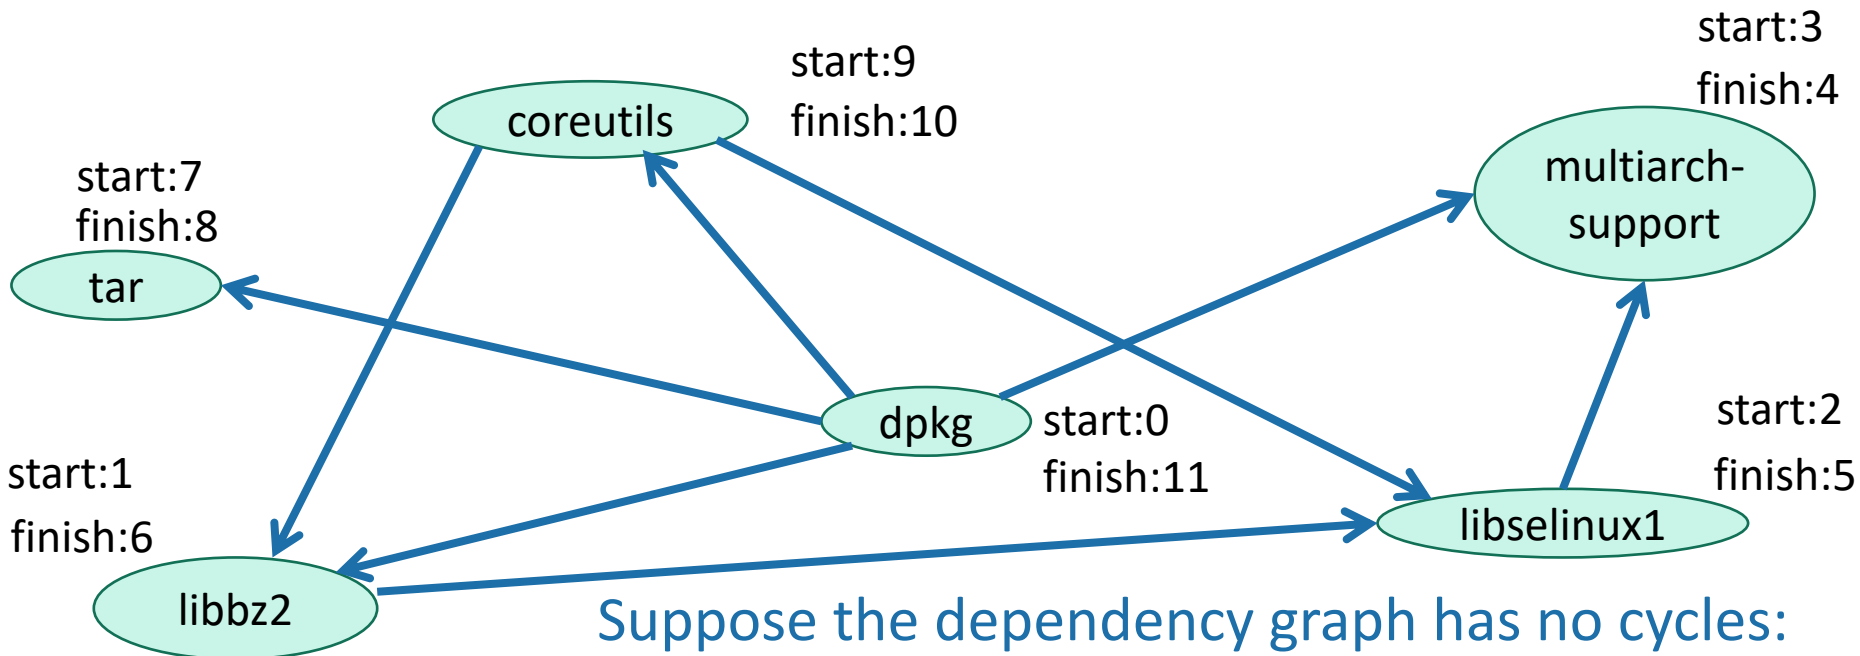 start:3
finish:4
start:9
finish:10
coreutils
multiarch-
support
start:7
finish:8
tar
dpkg
start:0
finish:11
start:2
finish:5
libselinux1
start:1
finish:6
libbz2
Suppose the dependency graph has no cycles: